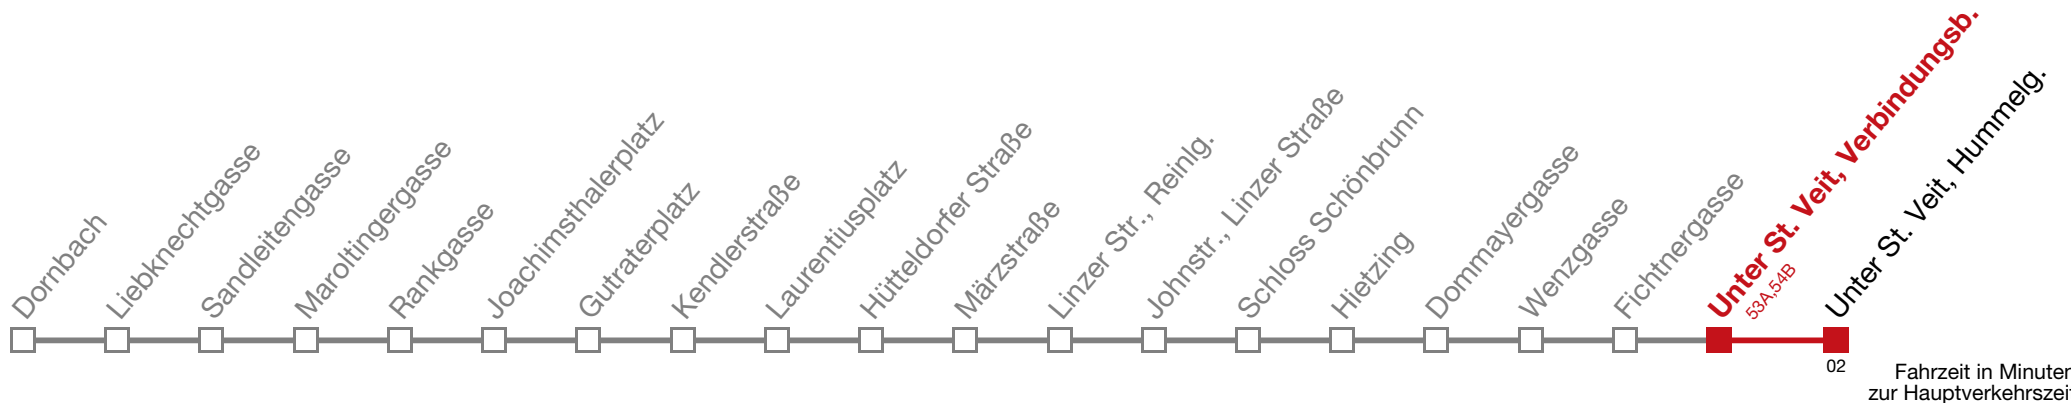 Dornbach
Liebknechtgasse
Sandleitengasse
Maroltingergasse
Rankgasse
Joachimsthalerplatz
Gutraterplatz
Kendlerstraße
Laurentiusplatz
Hütteldorfer Straße
Märzstraße
Linzer Str., Reinlg.
Johnstr., Linzer Straße
Schloss Schönbrunn
Hietzing
Dommayergasse
Wenzgasse
Fichtnergasse
Unter St. Veit, Verbindungsb.
53A,54B
Unter St. Veit, Hummelg.
02
Fahrzeit in Minuten
zur Hauptverkehrszeit